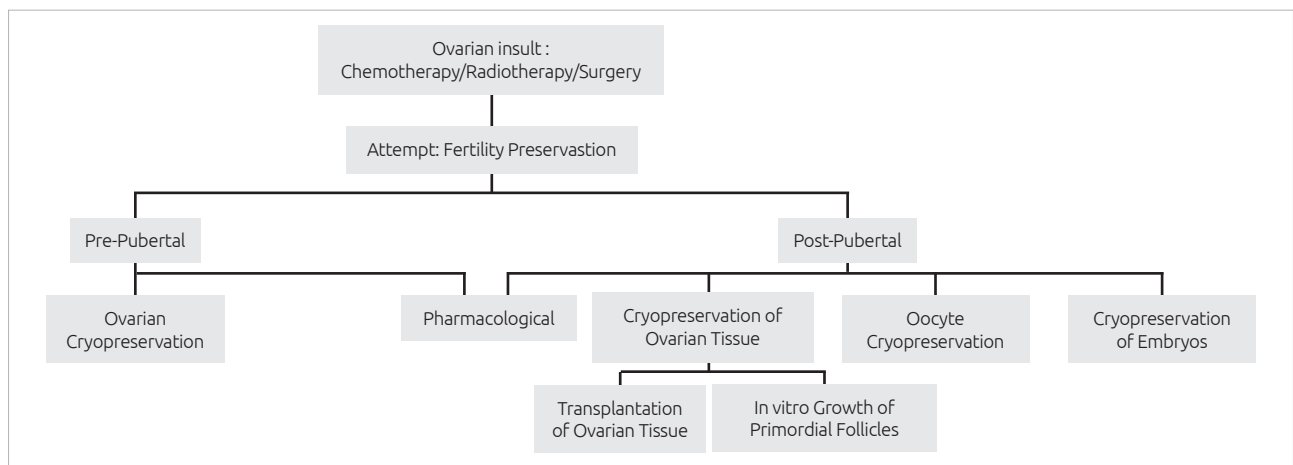 Ovarian insult :
Chemotherapy/Radiotherapy/Surgery
Attempt: Fertility Preservastion
Pre-Pubertal
Post-Pubertal
Ovarian
Cryopreservation
Pharmacological
Cryopreservation of
Ovarian Tissue
Oocyte
Cryopreservation
Cryopreservation
of Embryos
Transplantation
of Ovarian Tissue
In vitro Growth of
Primordial Follicles